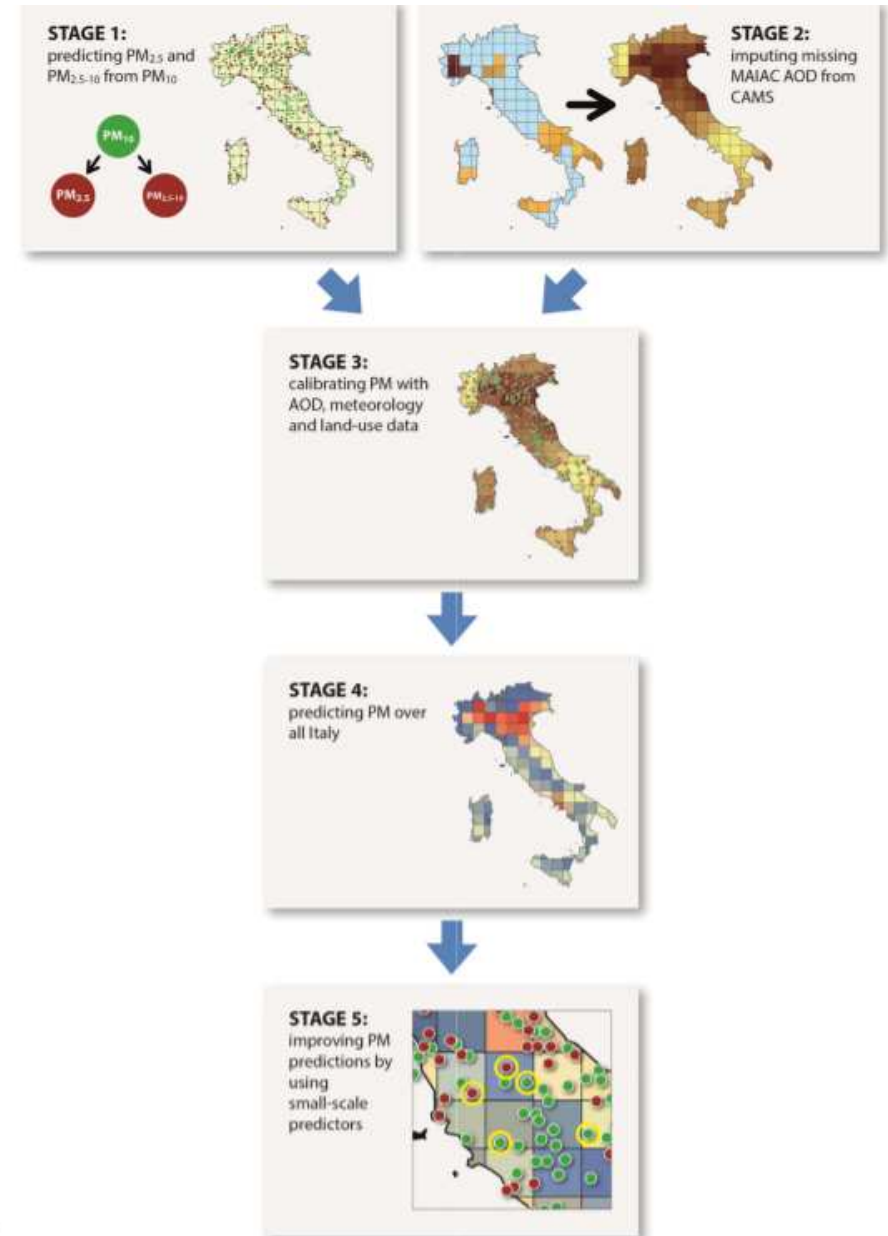 STAGE 1:
predicting PM2.5 and
PM2.5-10 from PM10
PM10
PM2.5
PM2.5-10
STAGE 2:
imputing missing
MAIAC AOD from
CAMS
STAGE 3:
calibrating PM with
AOD, meteorology
and land-use data
STAGE 4:
predicting PM over
all Italy
STAGE 5:
improving PM
predictions by
using
small-scale
predictors